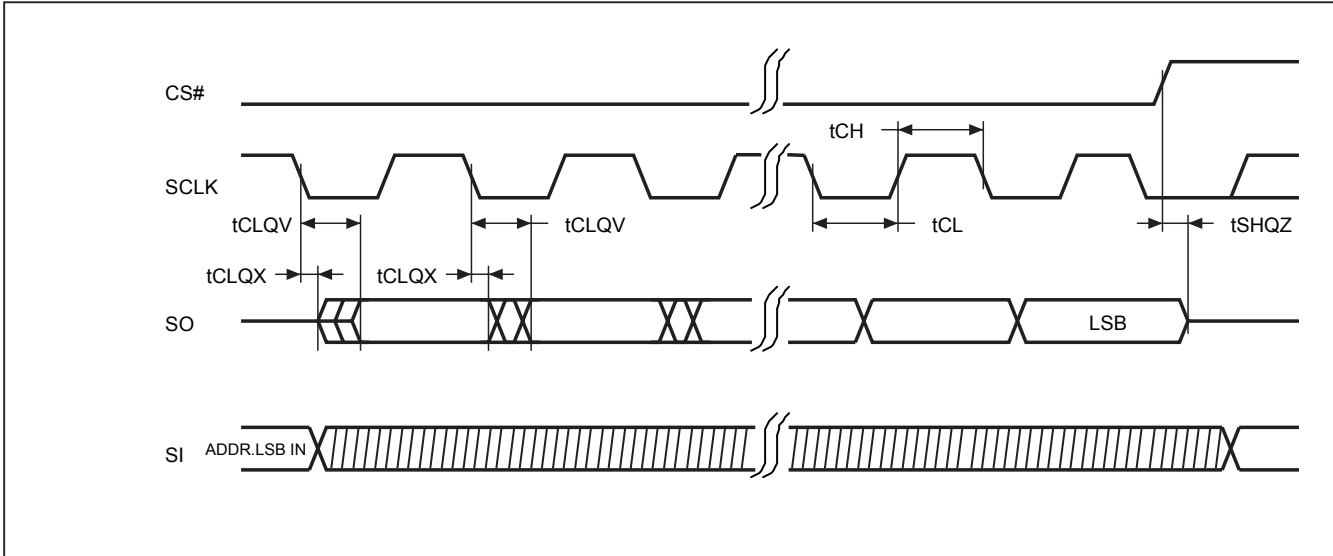 CS#
tCH
SCLK
tCLQV
tCLQV
tCL
tSHQZ
tCLQX
tCLQX
SO
LSB
SI
ADDR.LSB IN